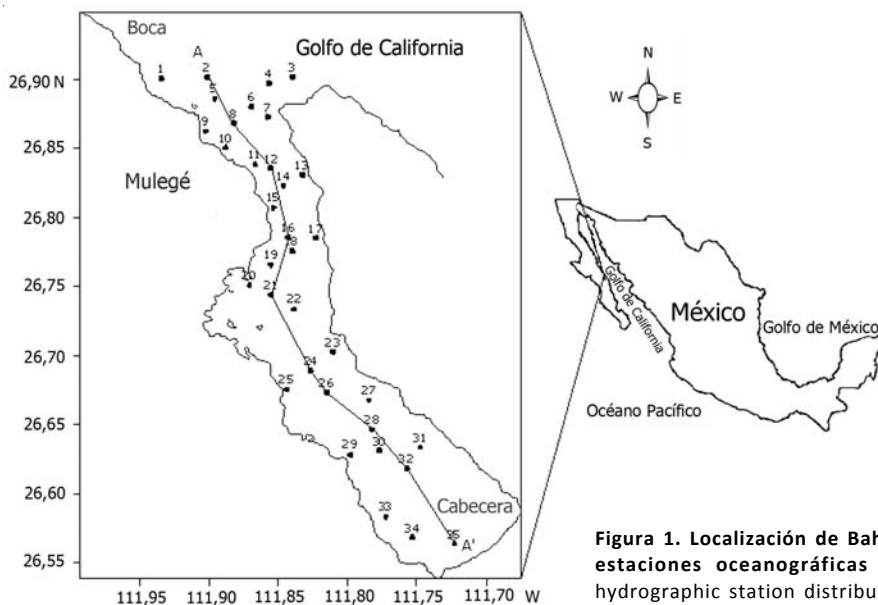 Boca
A
Golfo de California
1
2
3
4
5
6
7
8
9
10
11
12
13
14
15
16
17
18
19
20
21
22
23
24
25
26
27
28
29
30
31
32
33
34
35
Mulegé
Cabecera
A'
26,90 N
26,85
26,80
26,75
26,70
26,65
26,60
26,55
111,95
111,90
111,85
111,80
111,75
111,70 W
N
W
E
S
Golfo de California
México
Golfo de México
Océano Pacífico
Figura 1. Localización de Bah
estaciones oceanográficas
hydrographic station distribu